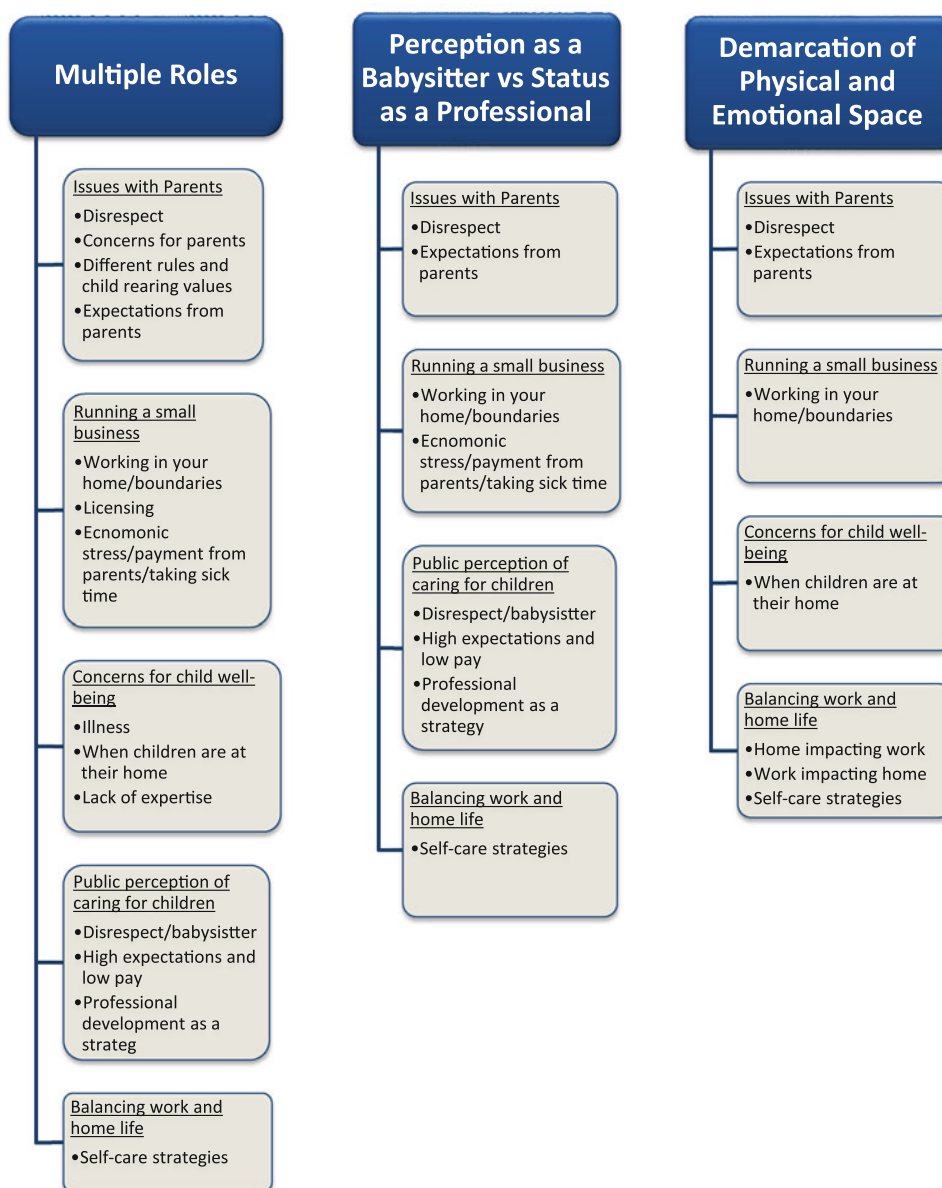 Multiple Roles
Issues with Parents
•Disrespect
•Concerns for parents
•Different rules and
child rearing values
•Expectations from
parents
Running a small
business
•Working in your
home/boundaries
•Licensing
•Ecnomonic
stress/payment from
parents/taking sick
time
Concerns for child well-
being
•Illness
•When children are at
their home
•Lack of expertise
Public perception of
caring for children
•Disrespect/babysistter
•High expectations and
low pay
•Professional
development as a
strateg
Balancing work and
home life
•Self-care strategies
Perception as a
Babysitter vs Status
as a Professional
Issues with Parents
•Disrespect
•Expectations from
parents
Running a small business
•Working in your
home/boundaries
•Ecnomonic
stress/payment from
parents/taking sick time
Public perception of
caring for children
•Disrespect/babysistter
•High expectations and
low pay
•Professional
development as a
strategy
Balancing work and
home life
•Self-care strategies
Demarcation of
Physical and
Emotional Space
Issues with Parents
•Disrespect
•Expectations from
parents
Running a small business
•Working in your
home/boundaries
Concerns for child well-
being
•When children are at
their home
Balancing work and
home life
•Home impacting work
•Work impacting home
•Self-care strategies